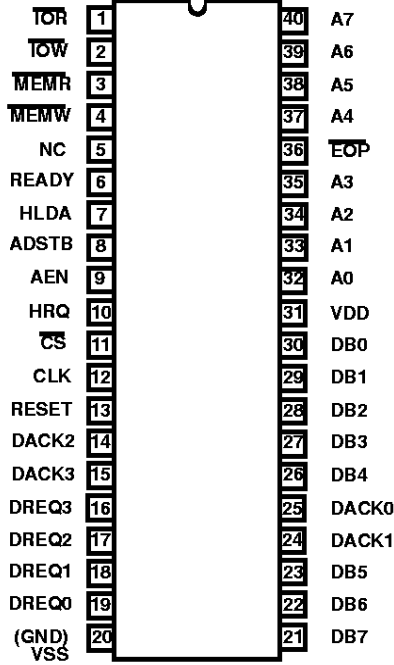 IOR 1 40 A7
IOW 2 39 A6
MEMR 3 38 A5
MEMW 4 37 A4
NC 5 36 EOP
READY 6 35 A3
HLDA 7 34 A2
ADSTB 8 33 A1
AEN 9 32 A0
HRQ 10 31 VDD
CS 11 30 DB0
CLK 12 29 DB1
RESET 13 28 DB2
DACK2 14 27 DB3
DACK3 15 26 DB4
DREQ3 16 25 DACK0
DREQ2 17 24 DACK1
DREQ1 18 23 DB5
DREQ0 19 22 DB6
(GND) 20 21 DB7
VSS